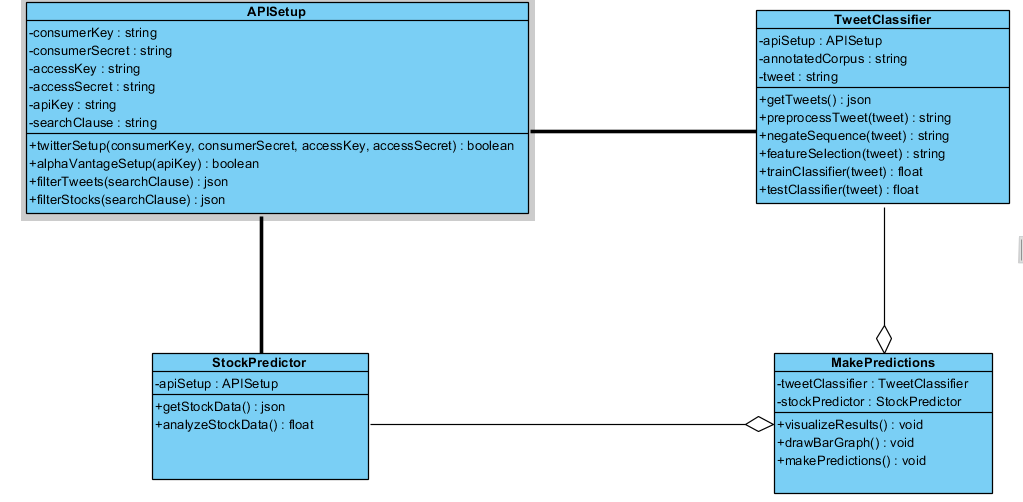 APISetup
-consumerKey : string
-consumerSecret : string
-accessKey : string
-accessSecret : string
-apiKey : string
-searchClause : string
+twitterSetup(consumerKey, consumerSecret, accessKey, accessSecret) : boolean
+alphaVantageSetup(apiKey) : boolean
+filterTweets(searchClause) : json
+filterStocks(searchClause) : json
TweetClassifier
-apiSetup : APISetup
-annotatedCorpus : string
-tweet : string
+getTweets() : json
+preprocessTweet(tweet) : string
+negateSequence(tweet) : string
+featureSelection(tweet) : string
+trainClassifier(tweet) : float
+testClassifier(tweet) : float
StockPredictor
-apiSetup : APISetup
+getStockData() : json
+analyzeStockData() : float
MakePredictions
-tweetClassifier : TweetClassifier
-stockPredictor : StockPredictor
+visualizeResults() : void
+drawBarGraph() : void
+makePredictions() : void